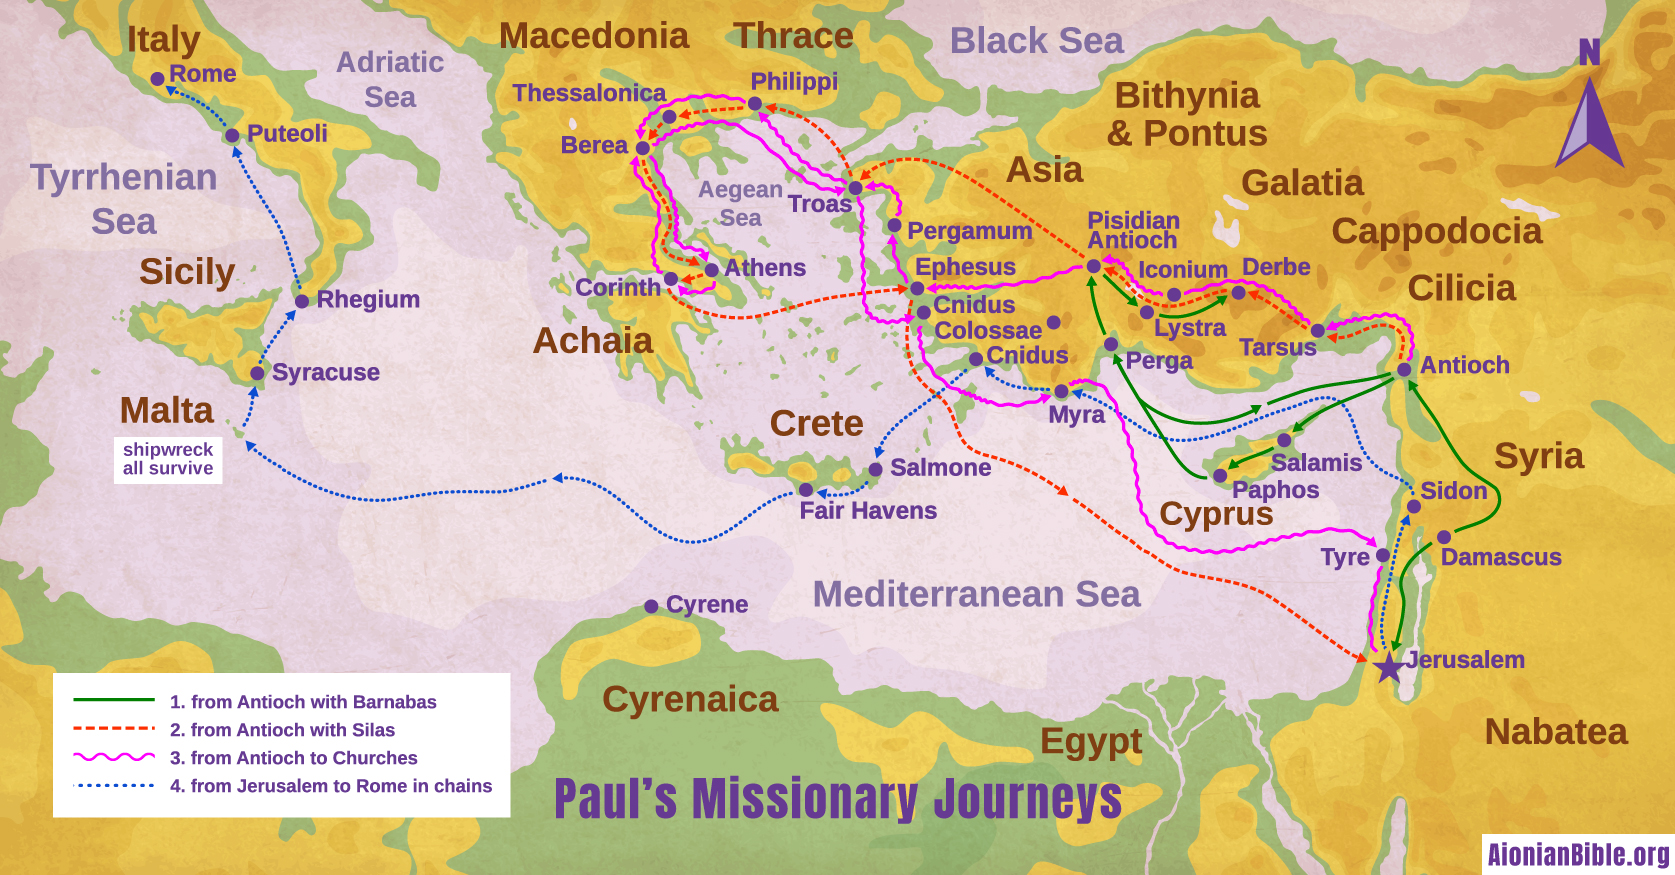 Italy
Rome
Adriatic
Sea
Macedonia
Thrace
Black Sea
N
Thessalonica
Philippi
Bithynia
& Pontus
Puteoli
Berea
Asia
Galatia
Tyrrhenian
Sea
Aegean
Sea
Troas
Pergamum
Pisidian
Antioch
Cappodocia
Sicily
Athens
Corinth
Ephesus
Iconium
Derbe
Cilicia
Rhegium
Cnidus
Colossae
Lystra
Achaia
Cnidus
Perga
Tarsus
Antioch
Syracuse
Malta
shipwreck
all survive
Crete
Myra
Salmone
Salamis
Syria
Fair Havens
Paphos
Sidon
Cyprus
Tyre
Damascus
Mediterranean Sea
Cyrene
Jerusalem
Cyrenaica
Egypt
Nabatea
1. from Antioch with Barnabas
2. from Antioch with Silas
3. from Antioch to Churches
4. from Jerusalem to Rome in chains
Paul's Missionary Journeys
AionianBible.org